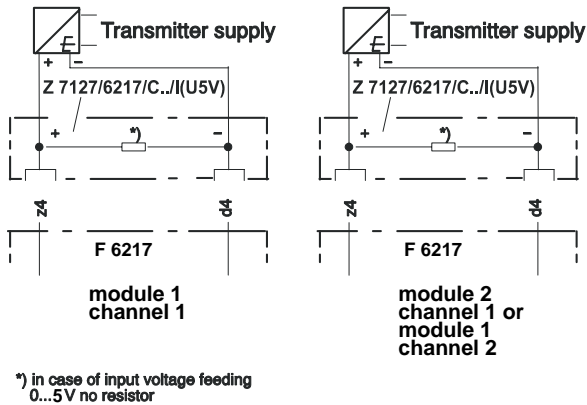 Transmitter supply
+ –
Z 7127/6217/C../I(U5V)
+ *) –
z4 d4
F 6217
module 1
channel 1
Transmitter supply
+ –
Z 7127/6217/C../I(U5V)
+ *) –
z4 d4
F 6217
module 2
channel 1 or
module 1
channel 2
*) in case of input voltage feeding
0...5V no resistor